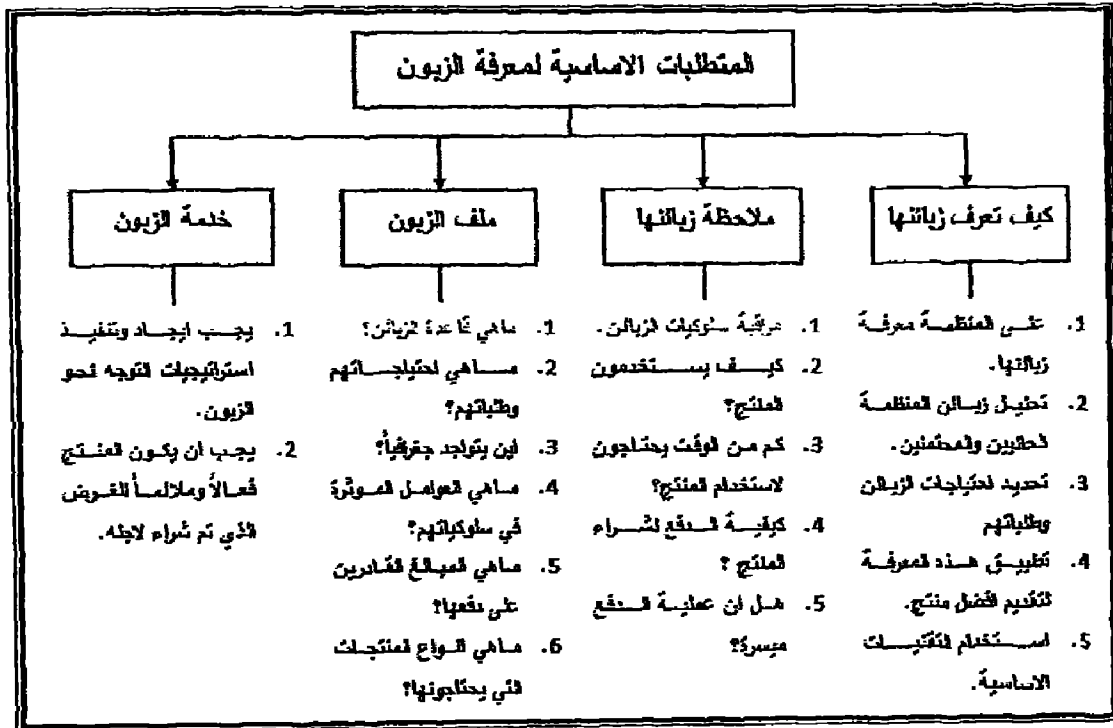 المتطلبات الاساسية لمعرفة الزبون
كيف تعرف زبائنها
1. على المنظمة معرفة
زبائنها.
2. تحليل زبائن المنظمة
الحاليين والمحتملين.
3. تحديد احتياجات الزبائن
وطلباتهم
4. تطبيق هذه المعرفة
لتقديم افضل منتج.
5. استخدام التقنيات
الاساسية.
ملاحظة زبائنها
1. مراقبة سلوكيات الزبائن.
2. كيف يستخدمون
المنتج؟
3. كم من الوقت يحتاجون
لاستخدام المنتج؟
4. كيفية الدفع لشراء
المنتج ؟
5. هل ان عملية الدفع
ميسرة؟
ملف الزبون
1. ماهي قاعدة الزبائن؟
2. ماهي احتياجاتهم
وطلباتهم؟
3. اين يتواجد جغرافياً؟
4. ماهي العوامل الموثرة
في سلوكياتهم؟
5. ماهي المبالغ القادرين
على دفعها؟
6. ماهي انواع المنتجات
التي يحتاجونها؟
خدمة الزبون
1. يجب ايجاد وتنفيذ
استراتيجيات التوجه نحو
الزبون.
2. يجب ان يكون المنتج
فعالاً وملائماً للغرض
الذي تم شراء لاجله.